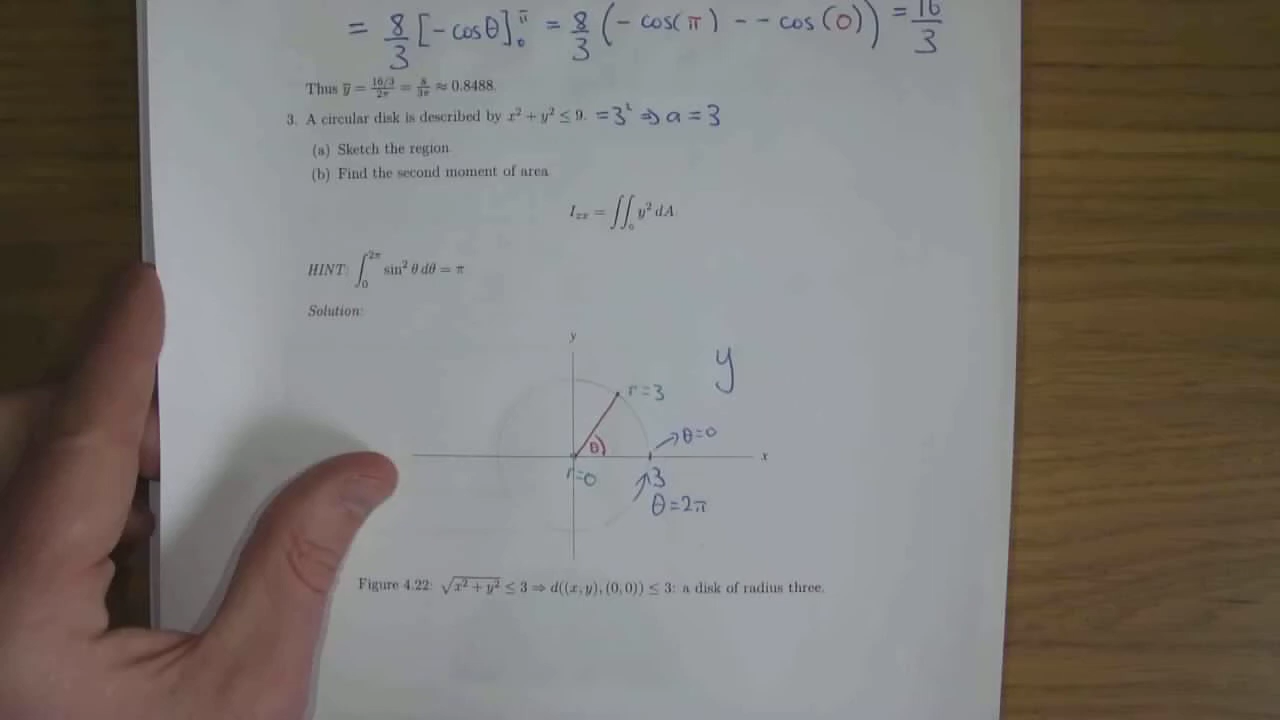 = 8/3 [-cosθ]₀^π = 8/3 (-cos(π) - -cos(0)) = 16/3
Thus ȳ = (16/3)/(2π) = 8/(3π) ≈ 0.8488.
3. A circular disk is described by x² + y² ≤ 9. = 3² ⇒ a = 3
(a) Sketch the region.
(b) Find the second moment of area
Iₓₓ = ∬₀ y² dA.
HINT: ∫₀^2π sin² θ dθ = π
Solution:
y
y
r=3
θ
θ=0
x
r=0
3
θ=2π
Figure 4.22: √(x² + y²) ≤ 3 ⇒ d((x, y), (0, 0)) ≤ 3: a disk of radius three.